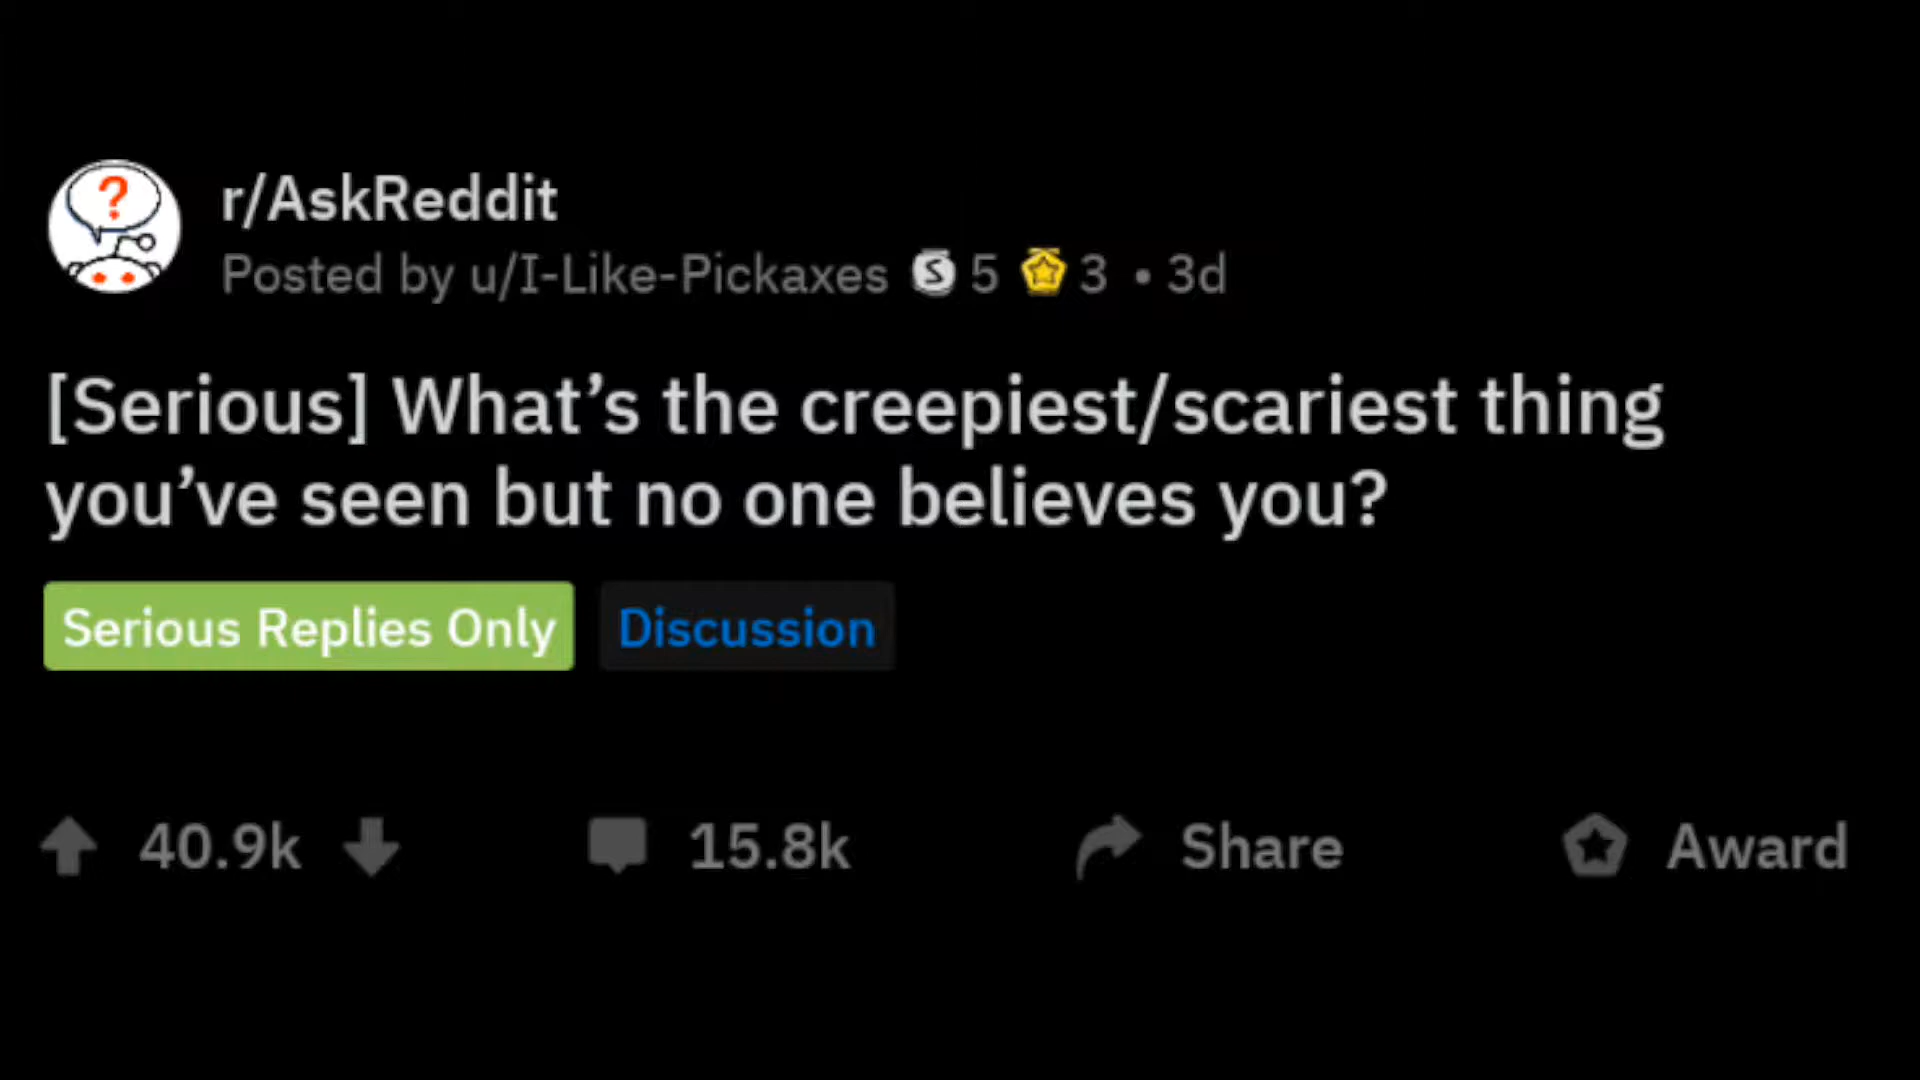 ?
r/AskReddit
Posted by u/I-Like-Pickaxes S 5 3 • 3d
[Serious] What’s the creepiest/scariest thing
you’ve seen but no one believes you?
Serious Replies Only Discussion
40.9k 15.8k Share Award